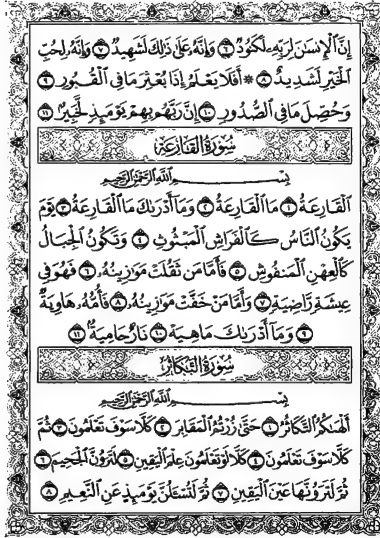 إِنَّ ٱلْإِنسَٰنَ لِرَبِّهِۦ لَكَنُودٌ ٦ وَإِنَّهُۥ عَلَىٰ ذَٰلِكَ لَشَهِيدٌ ٧ وَإِنَّهُۥ لِحُبِّ
ٱلْخَيْرِ لَشَدِيدٌ ٨ ۞ أَفَلَا يَعْلَمُ إِذَا بُعْثِرَ مَا فِي ٱلْقُبُورِ ٩
وَحُصِّلَ مَا فِي ٱلصُّدُورِ ١٠ إِنَّ رَبَّهُم بِهِمْ يَوْمَئِذٍ لَّخَبِيرٌ ١١
سُورَةُ القَارِعَةِ
بِسْمِ ٱللَّهِ ٱلرَّحْمَٰنِ ٱلرَّحِيمِ
ٱلْقَارِعَةُ ١ مَا ٱلْقَارِعَةُ ٢ وَمَآ أَدْرَىٰكَ مَا ٱلْقَارِعَةُ ٣ يَوْمَ
يَكُونُ ٱلنَّاسُ كَٱلْفَرَاشِ ٱلْمَبْثُوثِ ٤ وَتَكُونُ ٱلْجِبَالُ
كَٱلْعِهْنِ ٱلْمَنفُوشِ ٥ فَأَمَّا مَن ثَقُلَتْ مَوَٰزِينُهُۥ ٦ فَهُوَ فِي
عِيشَةٍ رَّاضِيَةٍ ٧ وَأَمَّا مَنْ خَفَّتْ مَوَٰزِينُهُۥ ٨ فَأُمُّهُۥ هَاوِيَةٌ
٩ وَمَآ أَدْرَىٰكَ مَا هِيَهْ ١٠ نَارٌ حَامِيَةٌۢ ١١
سُورَةُ التَّكَاثُرِ
بِسْمِ ٱللَّهِ ٱلرَّحْمَٰنِ ٱلرَّحِيمِ
أَلْهَىٰكُمُ ٱلتَّكَاثُرُ ١ حَتَّىٰ زُرْتُمُ ٱلْمَقَابِرَ ٢ كَلَّا سَوْفَ تَعْلَمُونَ ٣ ثُمَّ
كَلَّا سَوْفَ تَعْلَمُونَ ٤ كَلَّا لَوْ تَعْلَمُونَ عِلْمَ ٱلْيَقِينِ ٥ لَتَرَوُنَّ ٱلْجَحِيمَ ٦
ثُمَّ لَتَرَوُنَّهَا عَيْنَ ٱلْيَقِينِ ٧ ثُمَّ لَتُسْـَٔلُنَّ يَوْمَئِذٍ عَنِ ٱلنَّعِيمِ ٨